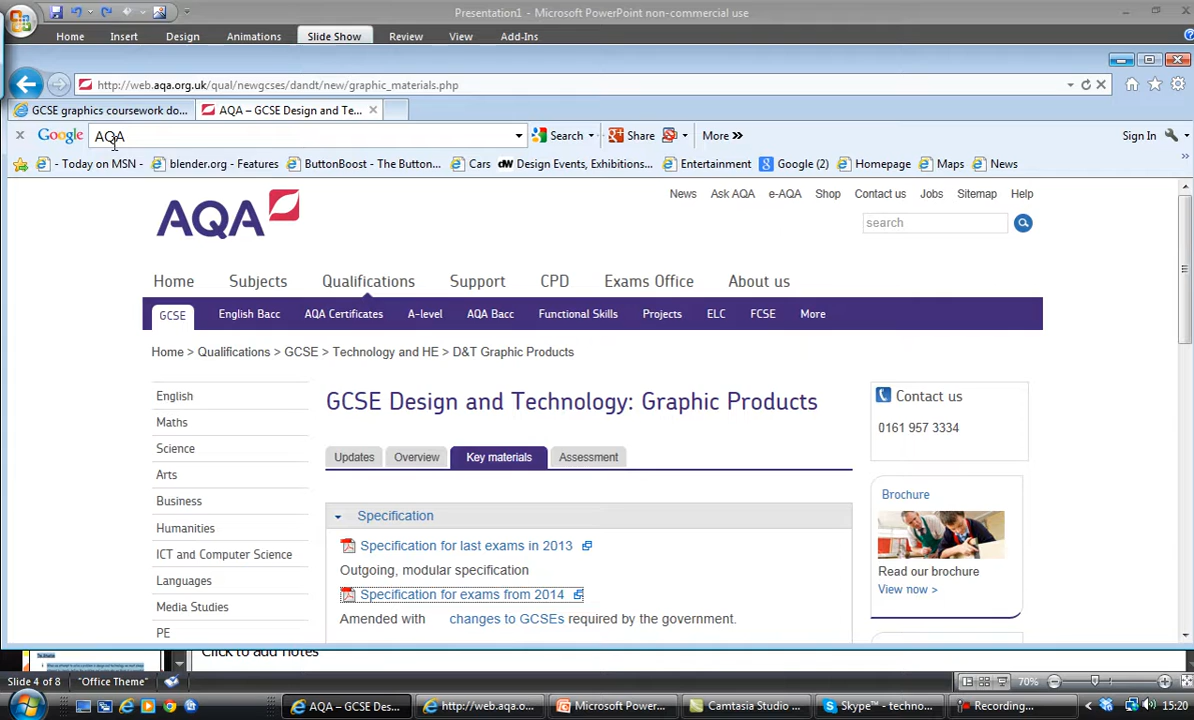 Presentation1 - Microsoft PowerPoint non-commercial use
Home Insert Design Animations Slide Show Review View Add-Ins
http://web.aqa.org.uk/qual/newgcses/dandt/new/graphic_materials.php
GCSE graphics coursework do... AQA – GCSE Design and Te...
Google AQA Search Share More Sign In
- Today on MSN - blender.org - Features ButtonBoost - The Button... Cars Design Events, Exhibitions... Entertainment Google (2) Homepage Maps News
AQA
News Ask AQA e-AQA Shop Contact us Jobs Sitemap Help
search
Home Subjects Qualifications Support CPD Exams Office About us
GCSE English Bacc AQA Certificates A-level AQA Bacc Functional Skills Projects ELC FCSE More
Home > Qualifications > GCSE > Technology and HE > D&T Graphic Products
English
Maths
Science
Arts
Business
Humanities
ICT and Computer Science
Languages
Media Studies
PE
GCSE Design and Technology: Graphic Products
Updates Overview Key materials Assessment
Specification
Specification for last exams in 2013
Outgoing, modular specification
Specification for exams from 2014
Amended with changes to GCSEs required by the government.
Contact us
0161 957 3334
Brochure
Read our brochure
View now >
Click to add notes
Slide 4 of 8 "Office Theme" 70%
AQA – GCSE Des... http://web.aqa.o... Microsoft PowerP... Camtasia Studio ... Skype™ - techno... Recording... 15:20